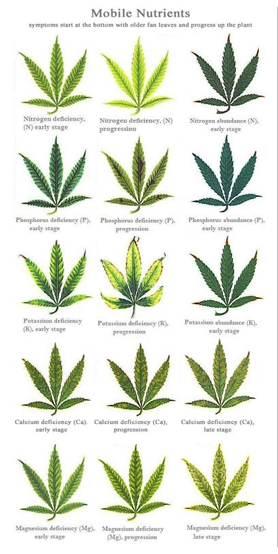 Mobile Nutrients
symptoms start at the bottom with older fan leaves and progress up the plant
Nitrogen deficiency,
(N) early stage
Nitrogen deficiency, (N)
progression
Nitrogen abundance (N),
early stage
Phosphorus deficiency (P),
early stage
Phosphorus deficiency (P),
progression
Phosphorus abundance (P),
early stage
Potassium deficiency
(K), early stage
Potassium deficiency (K),
progression
Potassium abundance (K),
early stage
Calcium deficiency (Ca)
early stage
Calcium deficiency (Ca),
progression
Calcium deficiency (Ca),
late stage
Magnesium deficiency (Mg),
early stage
Magnesium deficiency
(Mg), progression
Magnesium deficiency (Mg),
late stage